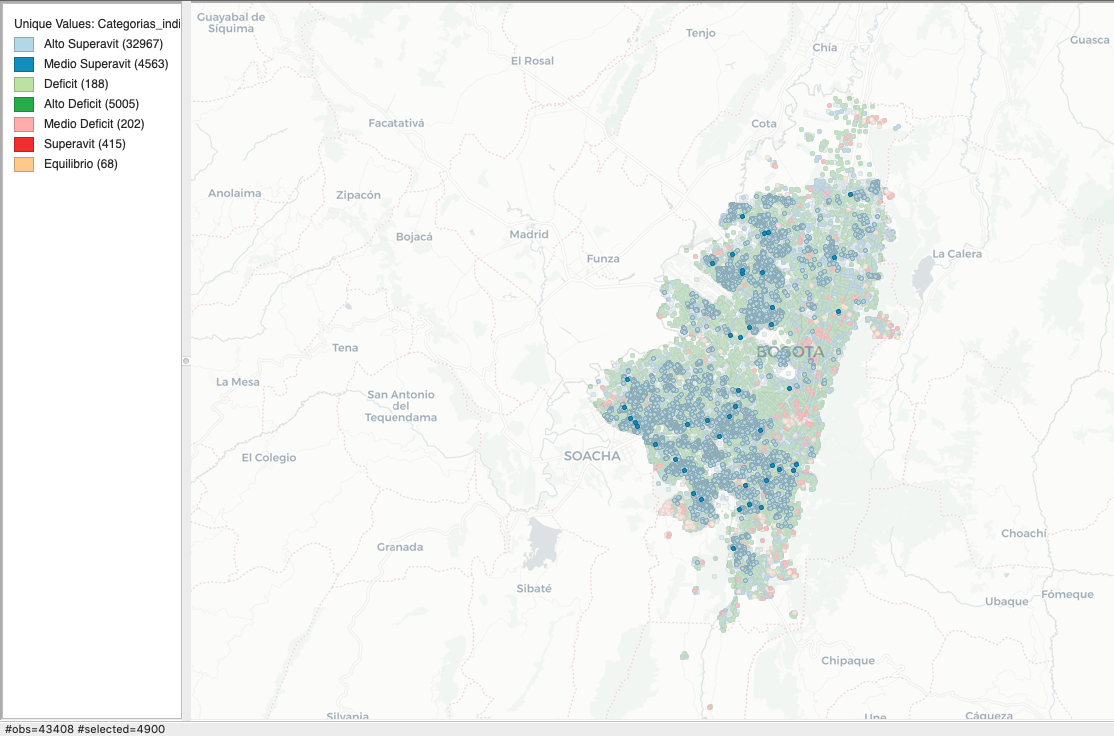 Unique Values: Categorias_indi
Alto Superavit (32967)
Medio Superavit (4563)
Deficit (188)
Alto Deficit (5005)
Medio Deficit (202)
Superavit (415)
Equilibrio (68)
Guayabal de
Síquima
Tenjo
Chía
Guasca
El Rosal
Facatativá
Cota
Anolaima
Zipacón
Bojacá
Madrid
Funza
La Calera
Tena
BOGOTÁ
La Mesa
San Antonio
del
Tequendama
El Colegio
SOACHA
Granada
Choachí
Sibaté
Ubaque
Fómeque
Chipaque
Silvania
Une
Cáqueza
#obs=43408 #selected=4900